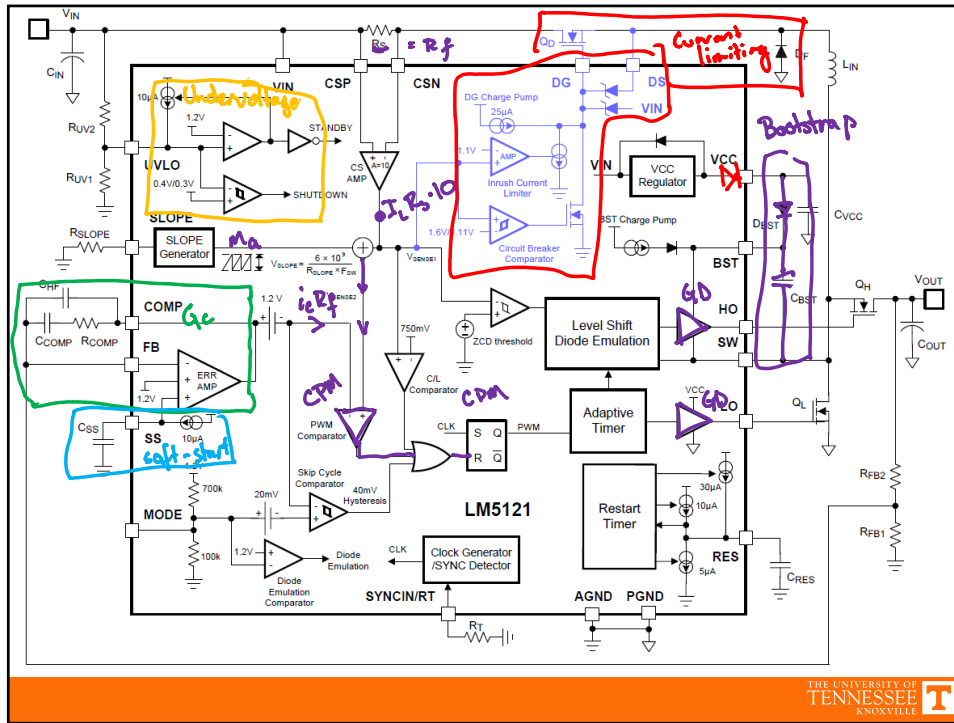 VIN
RS = Rf
QD
Current limiting
DF
LIN
CIN
VIN
CSP
CSN
DG
DS
VIN
10µA
Undervoltage
1.2V
STANDBY
RUV2
UVLO
RUV1
0.4V/0.3V
SHUTDOWN
A=10
CS AMP
DG Charge Pump
25µA
1.1V
AMP
Inrush Current Limiter
1.6V/0.11V
Circuit Breaker Comparator
VIN
VCC Regulator
VCC
Bootstrap
BST Charge Pump
DBST
CVCC
BST
CBST
SLOPE
RSLOPE
SLOPE Generator
Ma
VSLOPE = 6 x 10^9 / RSLOPE x FSW
ILRS·10
VSENSE1
VSENSE2
CHF
COMP
Gc
1.2 V
icRf
CCOMP
RCOMP
FB
ERR AMP
1.2V
750mV
C/L Comparator
ZCD threshold
Level Shift Diode Emulation
GD
HO
SW
QH
VOUT
COUT
CPM
PWM Comparator
CPM
CLK
S Q
R Q
PWM
Adaptive Timer
VCC
GD
LO
QL
CSS
SS
10µA
soft-start
1.2V
700k
MODE
100k
20mV
Skip Cycle Comparator
40mV Hysteresis
1.2V
Diode Emulation
Diode Emulation Comparator
LM5121
CLK
Clock Generator /SYNC Detector
SYNCIN/RT
RT
Restart Timer
30µA
10µA
5µA
RES
CRES
AGND
PGND
RFB2
RFB1
THE UNIVERSITY OF
TENNESSEE T
KNOXVILLE